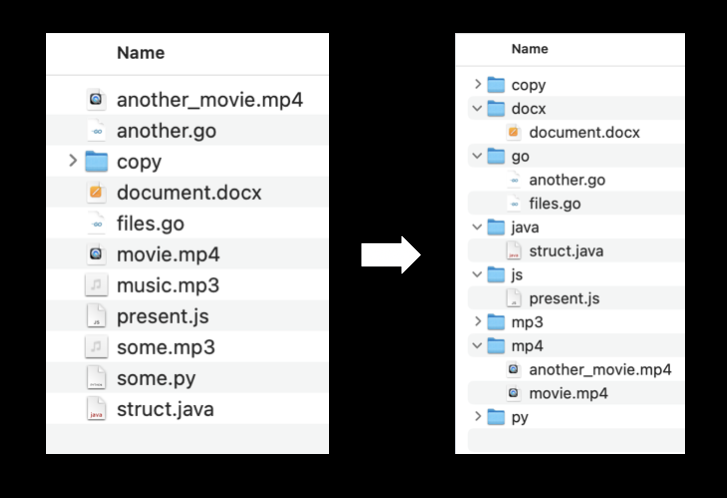 Name
another_movie.mp4
another.go
copy
document.docx
files.go
movie.mp4
music.mp3
present.js
some.mp3
some.py
struct.java
Name
copy
docx
document.docx
go
another.go
files.go
java
struct.java
js
present.js
mp3
mp4
another_movie.mp4
movie.mp4
py